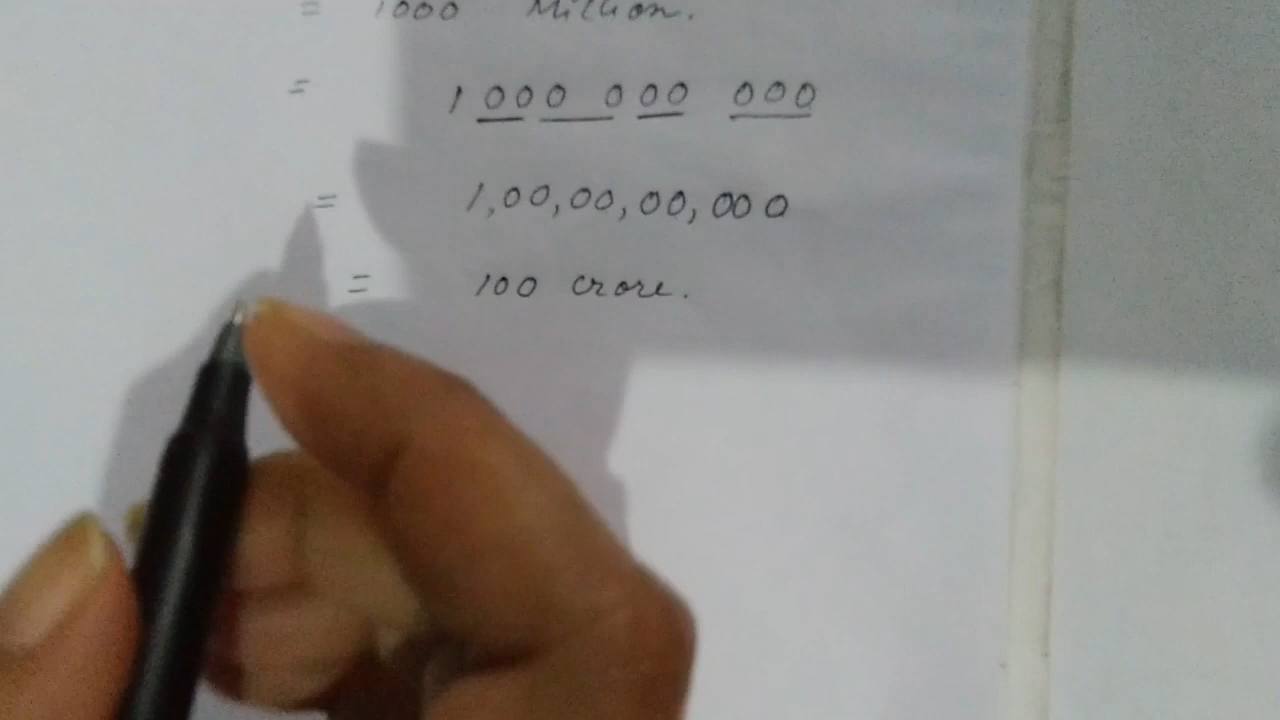 = 1000 Million.
= 1 000 000 000
= 1,00,00,00,000
= 100 crore.